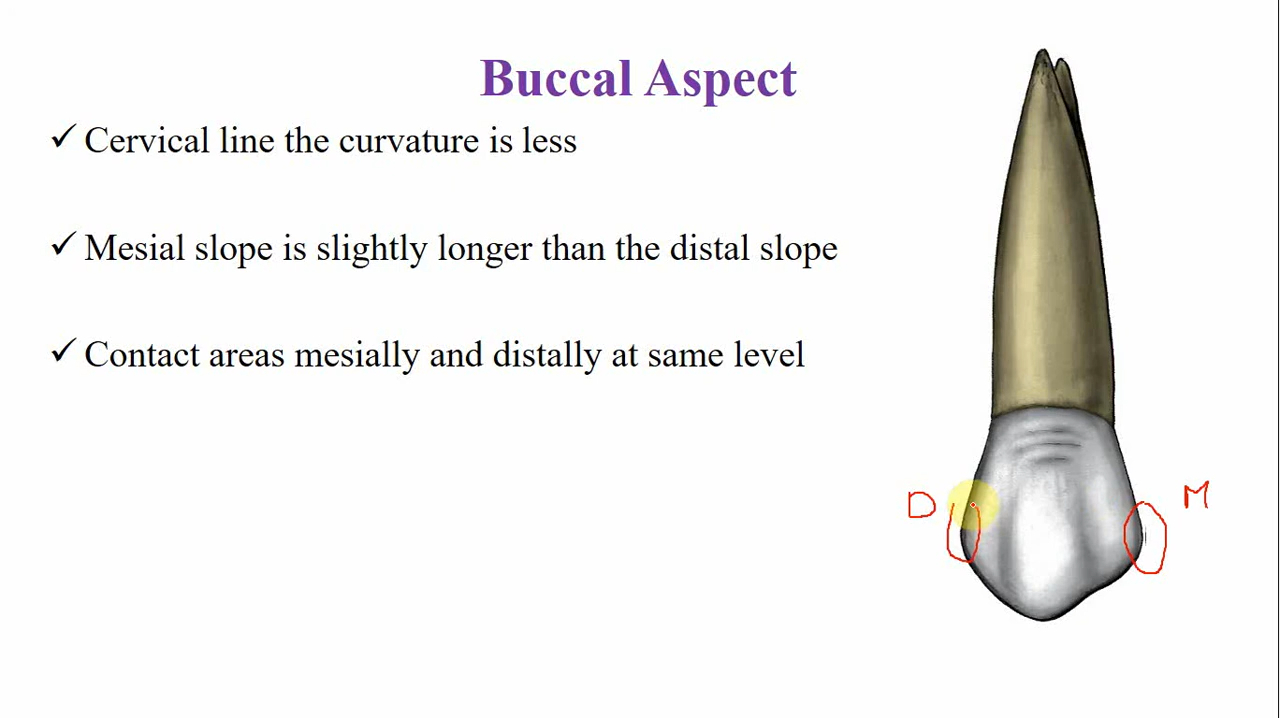 Buccal Aspect
✓ Cervical line the curvature is less
✓ Mesial slope is slightly longer than the distal slope
✓ Contact areas mesially and distally at same level
D
M